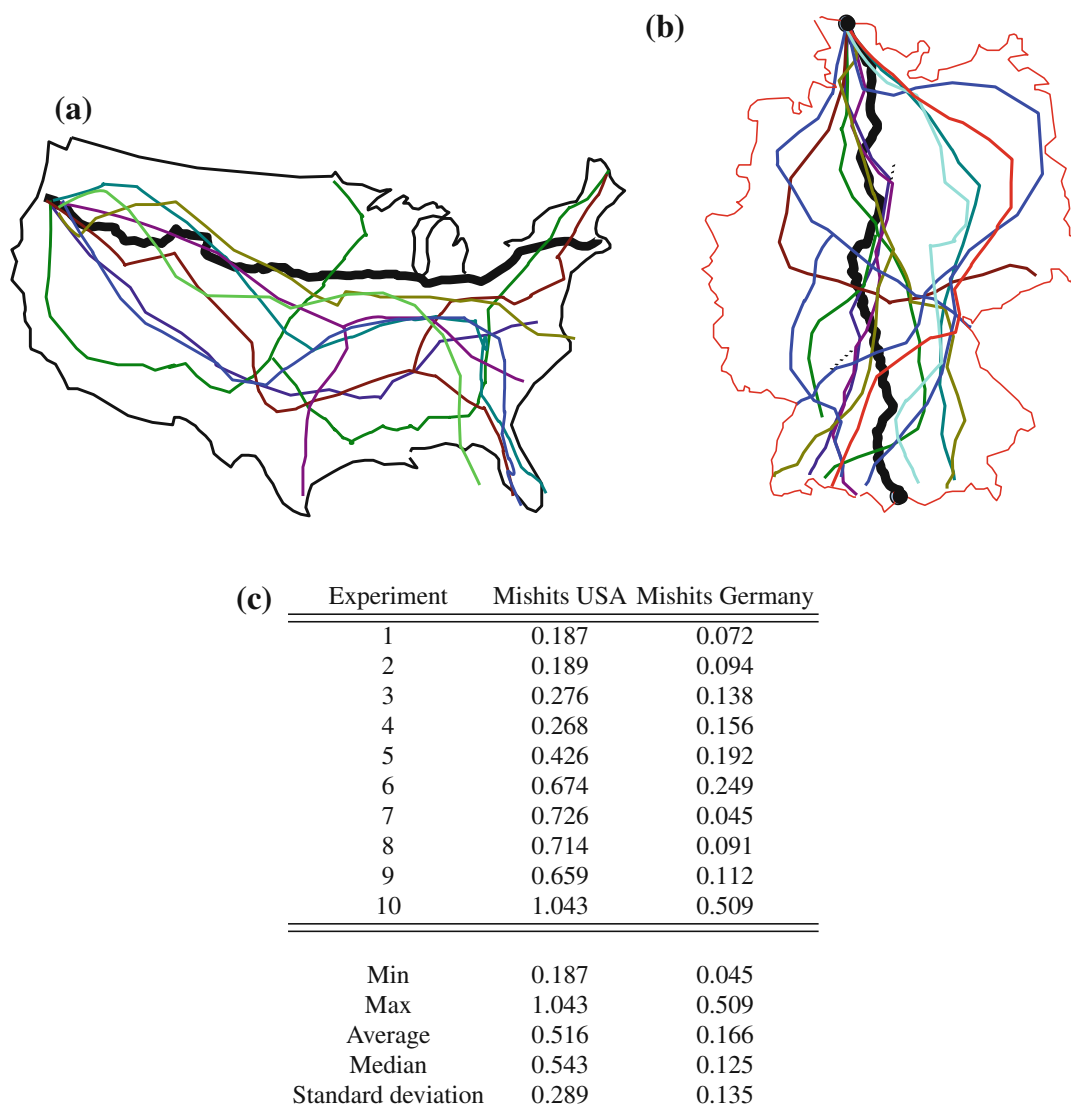 (a)
(b)
(c) Experiment Mishits USA Mishits Germany
1 0.187 0.072
2 0.189 0.094
3 0.276 0.138
4 0.268 0.156
5 0.426 0.192
6 0.674 0.249
7 0.726 0.045
8 0.714 0.091
9 0.659 0.112
10 1.043 0.509
Min 0.187 0.045
Max 1.043 0.509
Average 0.516 0.166
Median 0.543 0.125
Standard deviation 0.289 0.135